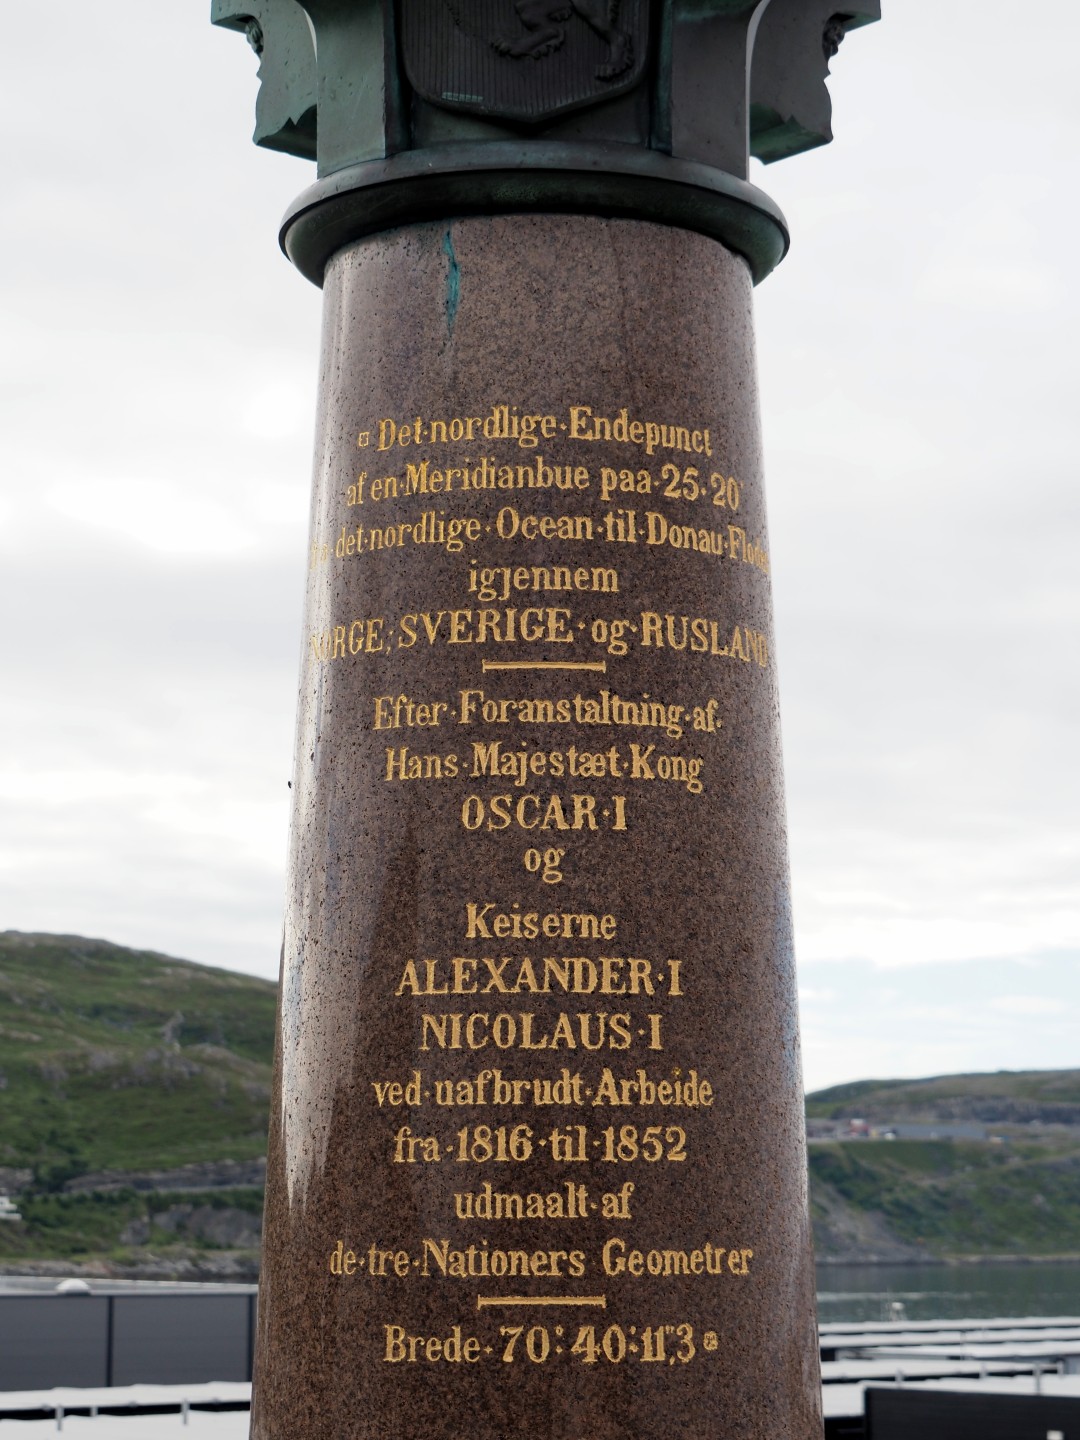 Det·nordlige·Endepunct
af en·Meridianbue paa·25·20'
det·nordlige·Ocean·til·Donau·Floden
igjennem
NORGE, SVERIGE·og·RUSLAND
Efter·Foranstaltning·af·
Hans·Majestæt·Kong
OSCAR·I
og
Keiserne
ALEXANDER·I
NICOLAUS·I
ved·uafbrudt·Arbeide
fra·1816·til·1852
udmaalt·af
de·tre·Nationers Geometrer
Brede·70°40'11",3